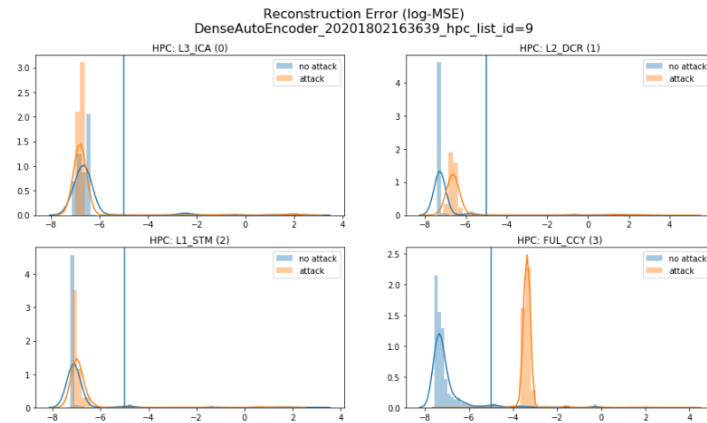 Reconstruction Error (log-MSE)
DenseAutoEncoder_20201802163639_hpc_list_id=9
HPC: L3_ICA (0)
no attack
attack
3.0
2.5
2.0
1.5
1.0
0.5
0.0
−8 −6 −4 −2 0 2 4
HPC: L2_DCR (1)
no attack
attack
4
3
2
1
0
−8 −6 −4 −2 0 2 4
HPC: L1_STM (2)
no attack
attack
4
3
2
1
0
−8 −6 −4 −2 0 2 4
HPC: FUL_CCY (3)
no attack
attack
2.5
2.0
1.5
1.0
0.5
0.0
−8 −6 −4 −2 0 2 4